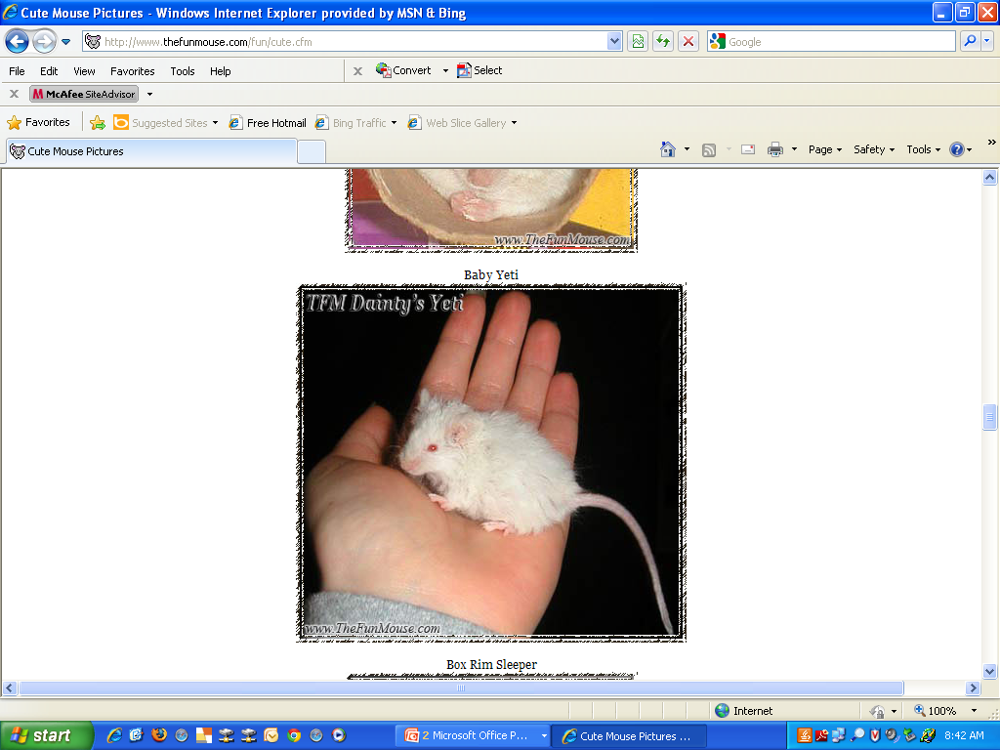 Cute Mouse Pictures - Windows Internet Explorer provided by MSN & Bing
http://www.thefunmouse.com/fun/cute.cfm
Google
File Edit View Favorites Tools Help
x Convert Select
x McAfee SiteAdvisor
Favorites Suggested Sites Free Hotmail Bing Traffic Web Slice Gallery
Cute Mouse Pictures
Page Safety Tools
www.TheFunMouse.com
Baby Yeti
TFM Dainty's Yeti
www.TheFunMouse.com
Box Rim Sleeper
Internet
100%
start
2 Microsoft Office P...
Cute Mouse Pictures ...
8:42 AM